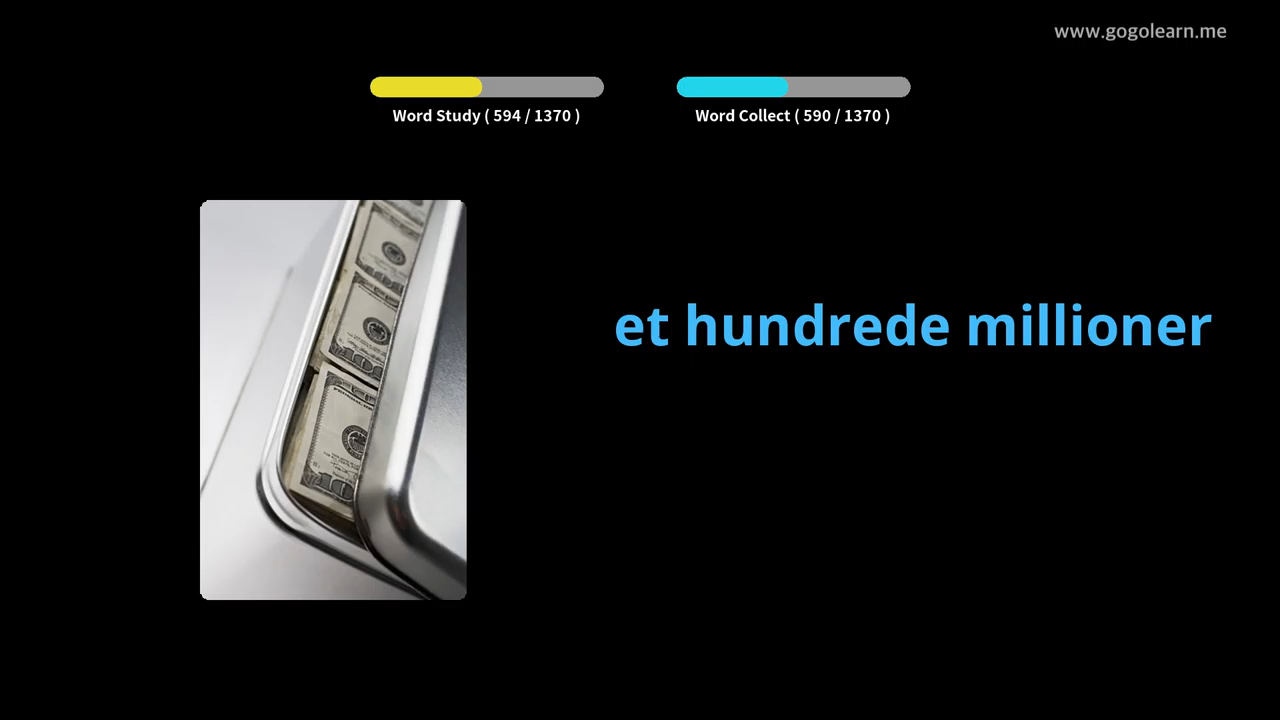 www.gogolearn.me
Word Study ( 594 / 1370 )
Word Collect ( 590 / 1370 )
et hundrede millioner